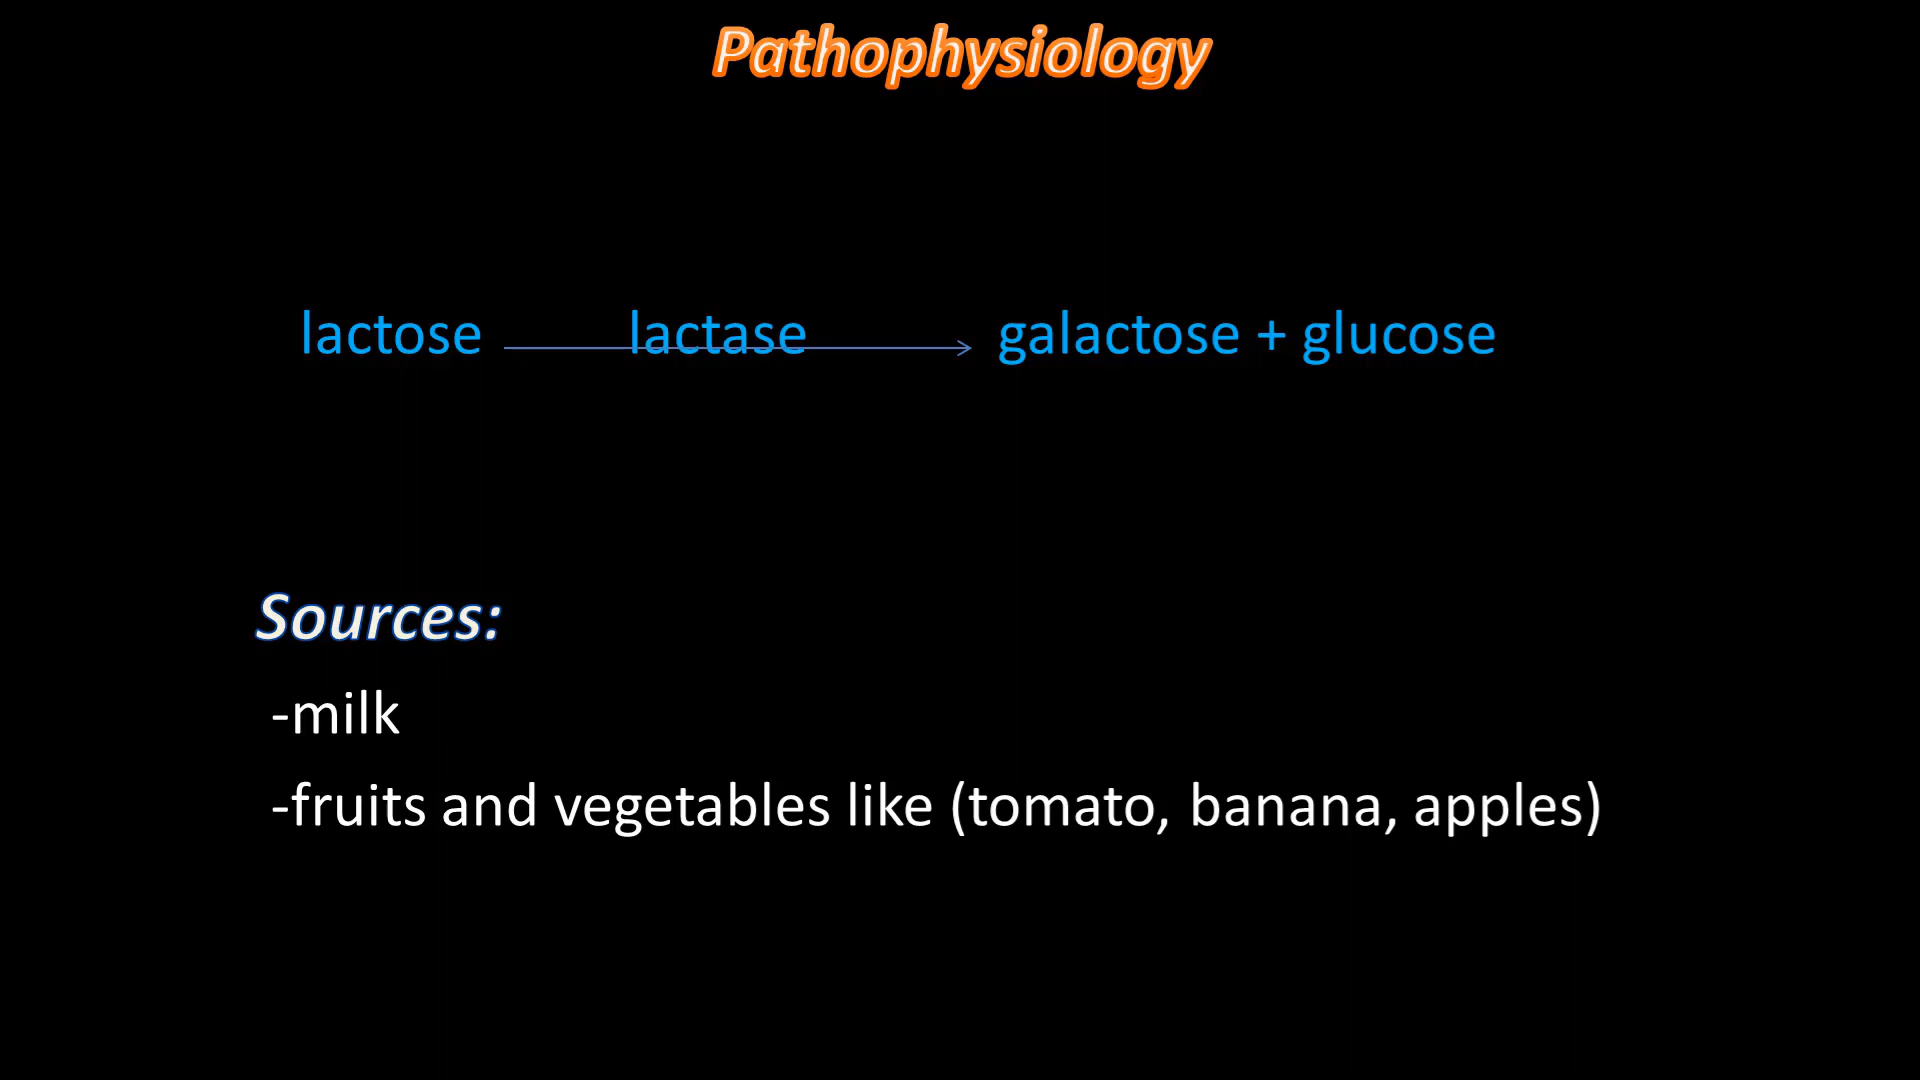 Pathophysiology
lactose lactase galactose + glucose
Sources:
-milk
-fruits and vegetables like (tomato, banana, apples)